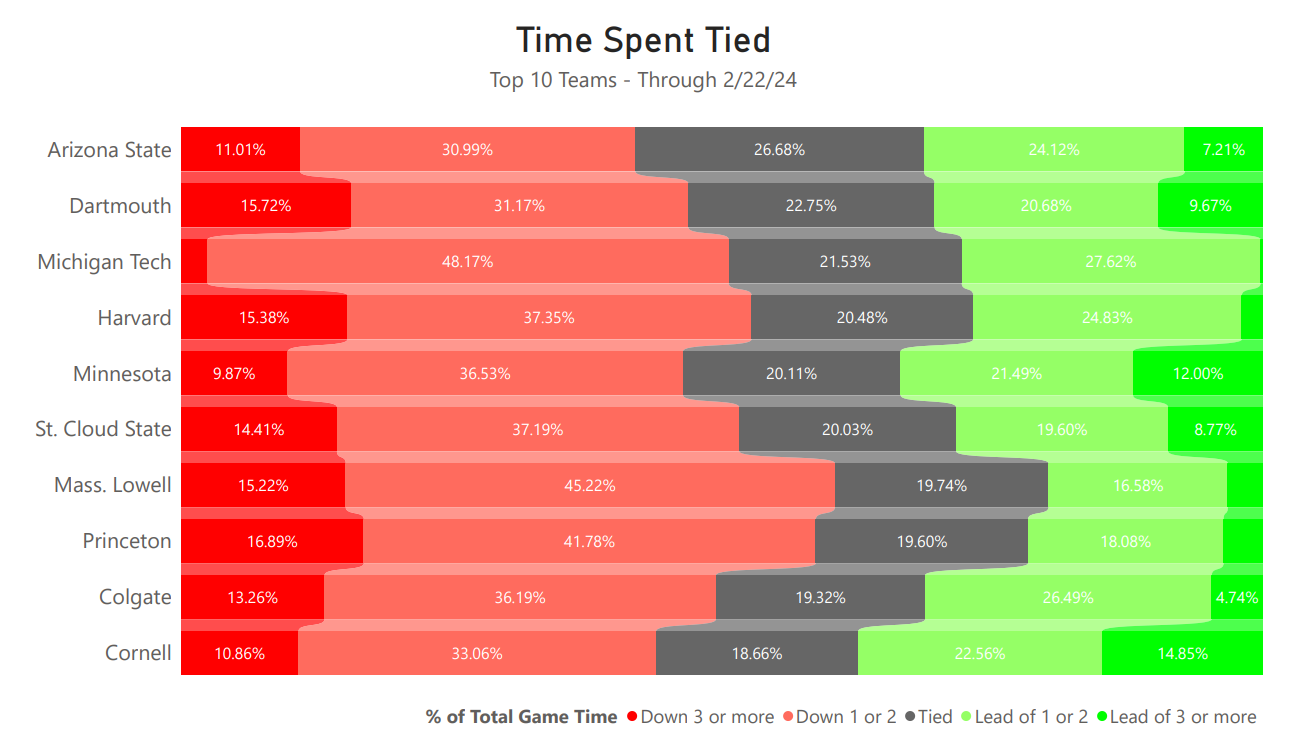 Time Spent Tied
Top 10 Teams - Through 2/22/24
Arizona State 11.01% 30.99% 26.68% 24.12% 7.21%
Dartmouth 15.72% 31.17% 22.75% 20.68% 9.67%
Michigan Tech 48.17% 21.53% 27.62%
Harvard 15.38% 37.35% 20.48% 24.83%
Minnesota 9.87% 36.53% 20.11% 21.49% 12.00%
St. Cloud State 14.41% 37.19% 20.03% 19.60% 8.77%
Mass. Lowell 15.22% 45.22% 19.74% 16.58%
Princeton 16.89% 41.78% 19.60% 18.08%
Colgate 13.26% 36.19% 19.32% 26.49% 4.74%
Cornell 10.86% 33.06% 18.66% 22.56% 14.85%
% of Total Game Time Down 3 or more Down 1 or 2 Tied Lead of 1 or 2 Lead of 3 or more